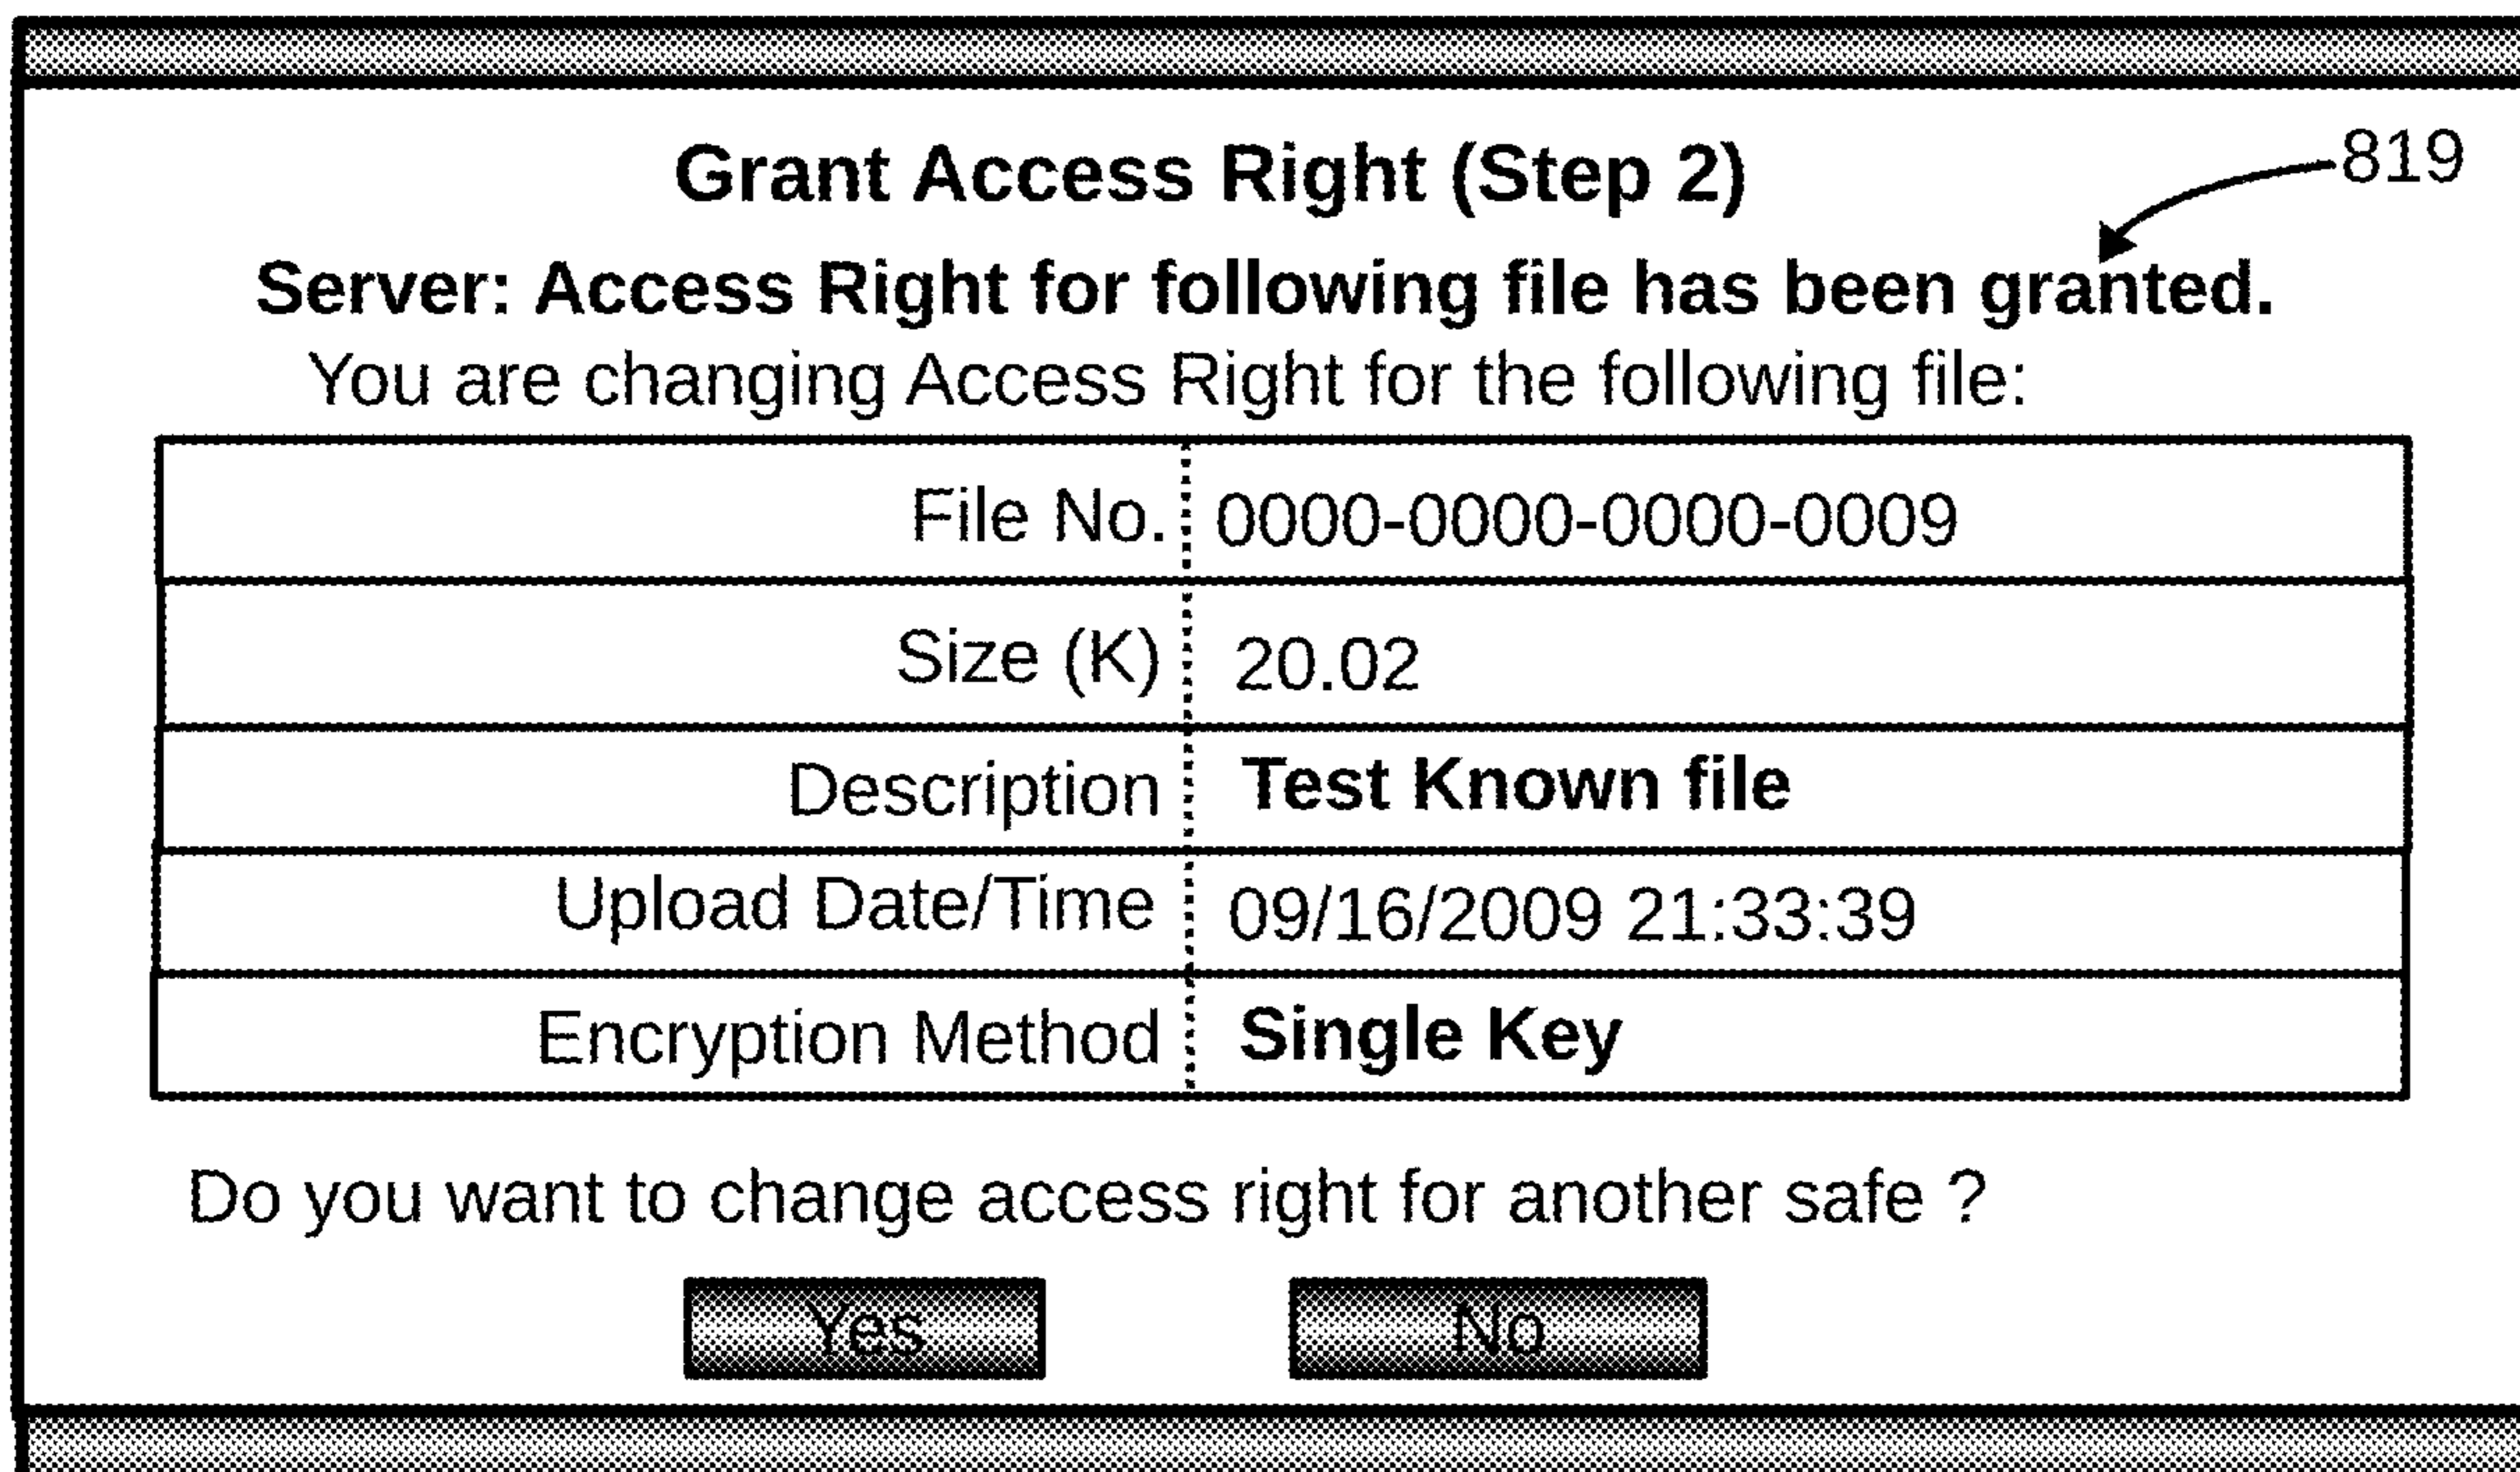 Grant Access Right (Step 2)
819
Server: Access Right for following file has been granted.
You are changing Access Right for the following file:
File No. 0000-0000-0000-0009
Size (K) 20.02
Description Test Known file
Upload Date/Time 09/16/2009 21:33:39
Encryption Method Single Key
Do you want to change access right for another safe ?
Yes No